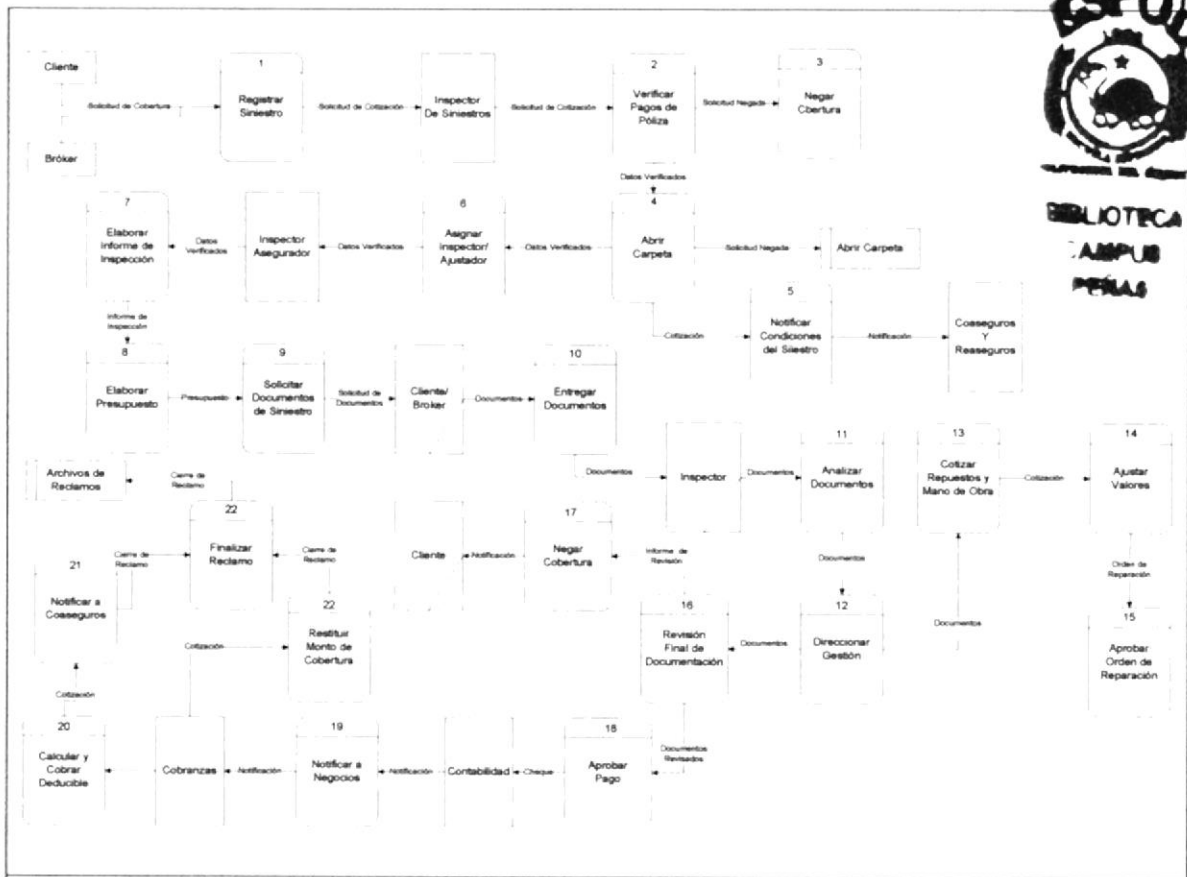 ESPOL
Cliente
Bróker
Solicitud de Cobertura
1
Registrar
Siniestro
Solicitud de Cotización
Inspector
De Siniestros
Solicitud de Cotización
2
Verificar
Pagos de
Póliza
Solicitud Negada
3
Negar
Cbertura
BIBLIOTECA
CAMPUS
PEÑAS
Datos Verificados
7
Elaborar
Informe de
Inspección
Datos
Verificados
Inspector
Asegurador
Datos Verificados
6
Asignar
Inspector/
Ajustador
Datos Verificados
4
Abrir
Carpeta
Solicitud Negada
Abrir Carpeta
Cotización
5
Notificar
Condiciones
del Silestro
Notificación
Coaseguros
Y
Reaseguros
Informe de
Inspección
8
Elaborar
Presupuesto
Presupuesto
9
Solicitar
Documentos
de Siniestro
Solicitud de
Documentos
Cliente/
Broker
Documentos
10
Entregar
Documentos
Documentos
Inspector
Documentos
11
Analizar
Documentos
13
Cotizar
Repuestos y
Mano de Obra
Cotización
14
Ajustar
Valores
Archivos de
Reclamos
Cierre de
Reclamo
22
Finalizar
Reclamo
Cierre de
Reclamo
Cierre de
Reclamo
Cliente
Notificación
17
Negar
Cobertura
Informe de
Revisión
Documentos
Orden de
Reparación
21
Notificar a
Coaseguros
Cotización
22
Restituir
Monto de
Cobertura
16
Revisión
Final de
Documentación
Documentos
12
Direccionar
Gestión
Documentos
15
Aprobar
Orden de
Reparación
Cotización
20
Calcular y
Cobrar
Deducible
Cobranzas
Notificación
19
Notificar a
Negocios
Notificación
Contabilidad
Cheque
18
Aprobar
Pago
Documentos
Revisados